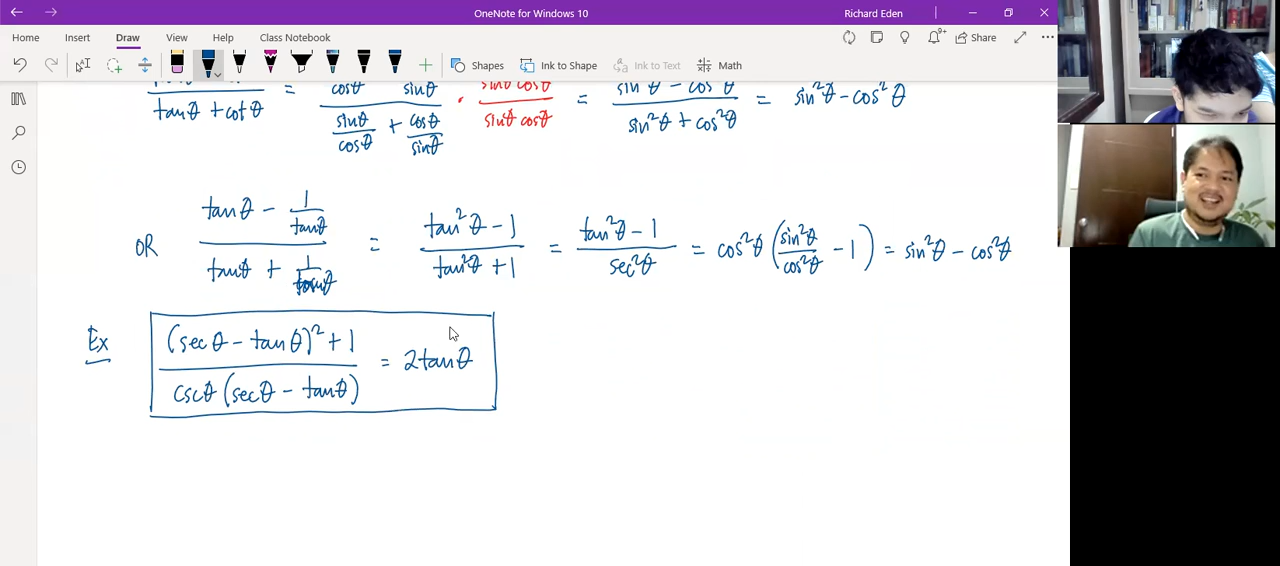 OneNote for Windows 10
Richard Eden
Home Insert Draw View Help Class Notebook
Share
Shapes Ink to Shape Ink to Text Math
tanθ + cotθ = cosθ sinθ / (sinθ/cosθ + cosθ/sinθ) · sinθ cosθ / sinθ cosθ = (sin²θ − cos²θ) / (sin²θ + cos²θ) = sin²θ − cos²θ
OR (tanθ − 1/tanθ) / (tanθ + 1/tanθ) = (tan²θ − 1) / (tan²θ + 1) = (tan²θ − 1) / sec²θ = cos²θ (sin²θ/cos²θ − 1) = sin²θ − cos²θ
Ex ((secθ − tanθ)² + 1) / (cscθ (secθ − tanθ)) = 2tanθ